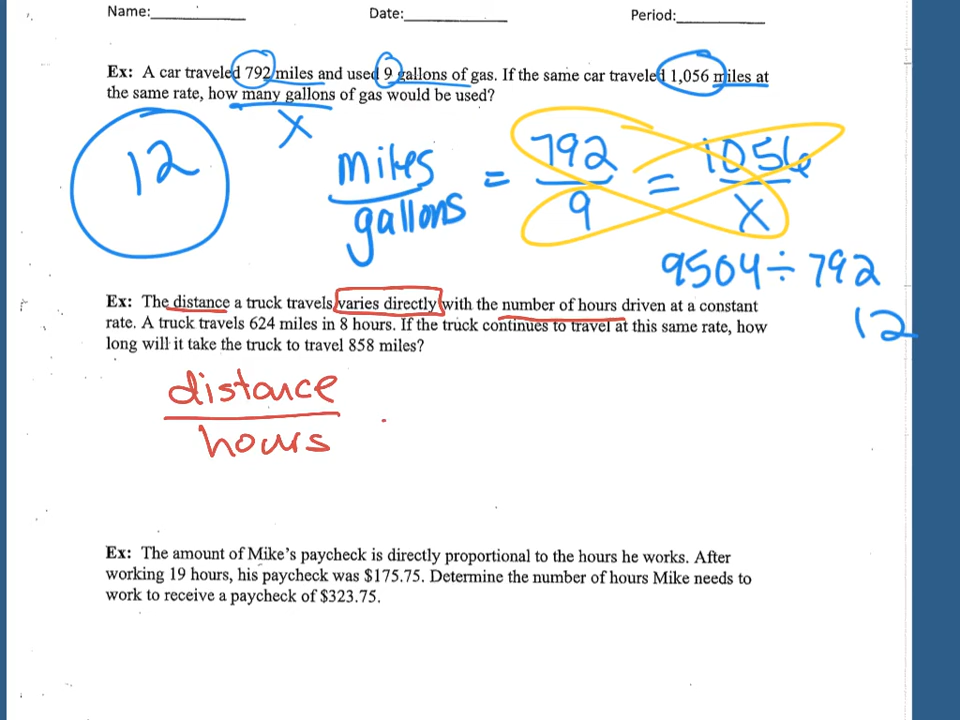 Name:____________ Date:____________ Period:__________
Ex: A car traveled 792 miles and used 9 gallons of gas. If the same car traveled 1,056 miles at
the same rate, how many gallons of gas would be used?
x
12
miles/gallons = 792/9 = 1056/x
9504 ÷ 792
12
Ex: The distance a truck travels varies directly with the number of hours driven at a constant
rate. A truck travels 624 miles in 8 hours. If the truck continues to travel at this same rate, how
long will it take the truck to travel 858 miles?
distance
hours
Ex: The amount of Mike's paycheck is directly proportional to the hours he works. After
working 19 hours, his paycheck was $175.75. Determine the number of hours Mike needs to
work to receive a paycheck of $323.75.